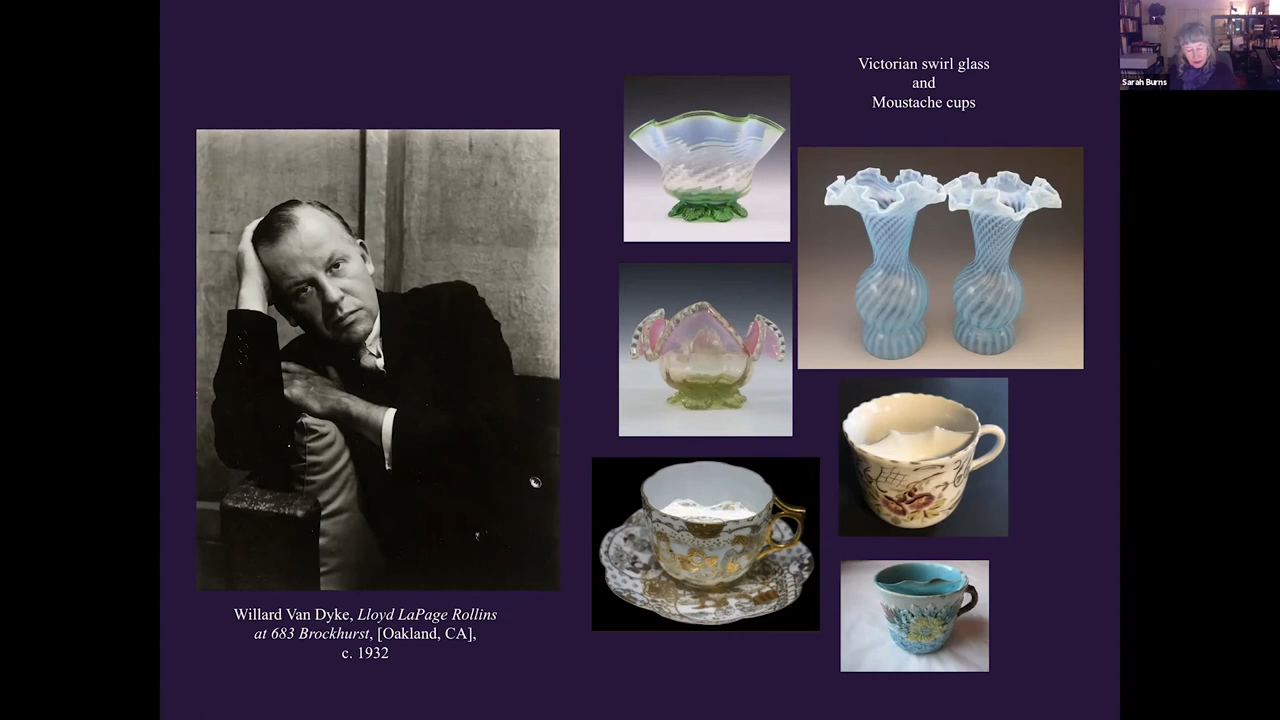 Victorian swirl glass
and
Moustache cups
Sarah Burns
Willard Van Dyke, Lloyd LaPage Rollins
at 683 Brockhurst, [Oakland, CA],
c. 1932